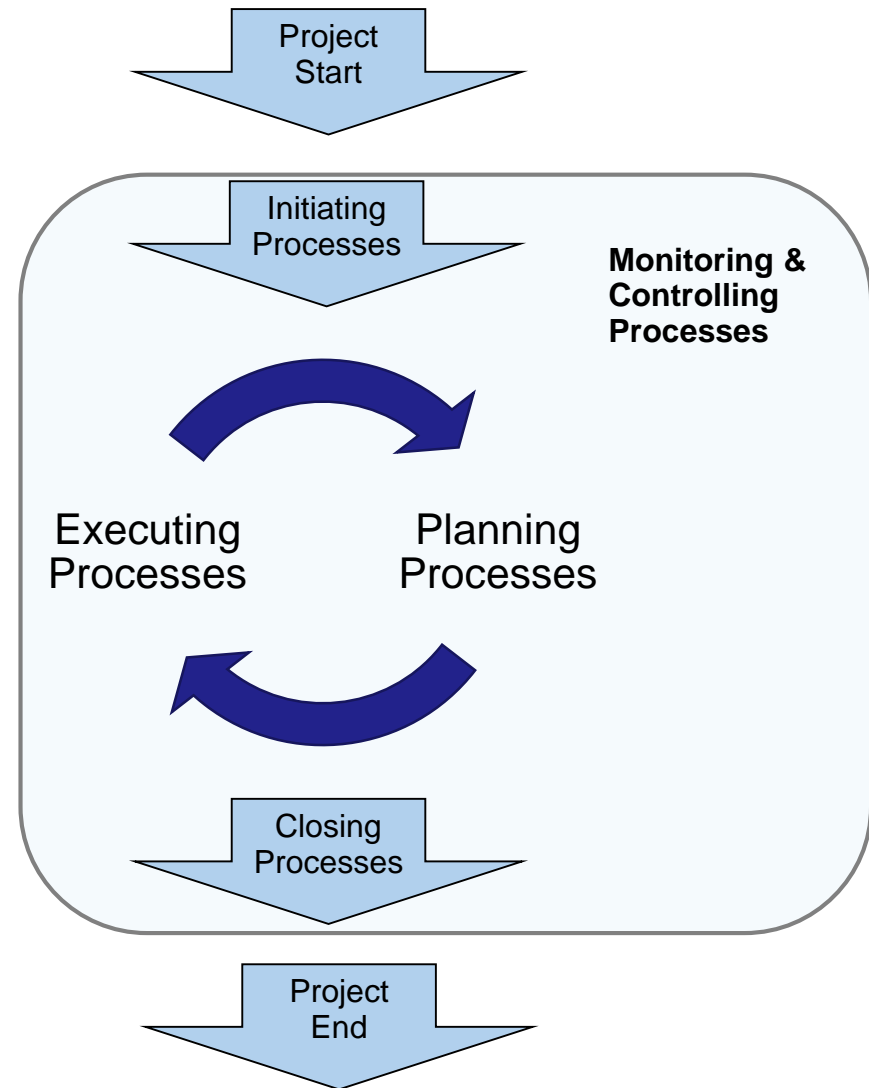 Project
Start
Initiating
Processes
Monitoring &
Controlling
Processes
Executing
Processes
Planning
Processes
Closing
Processes
Project
End